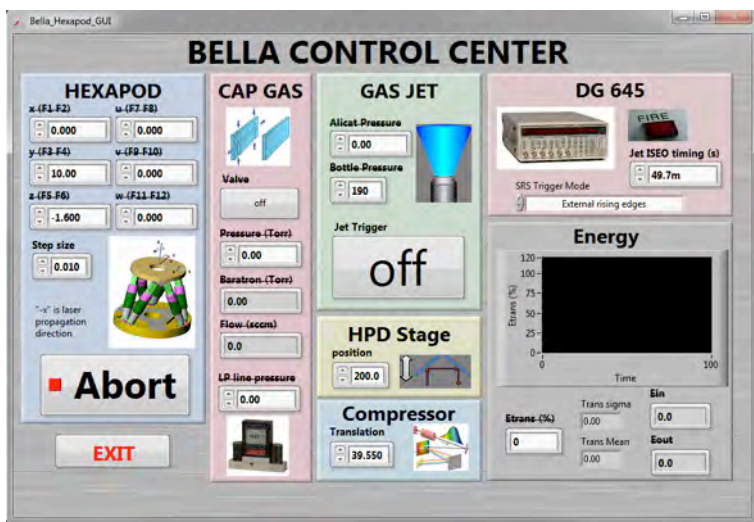 Bella_Hexapod_GUI
BELLA CONTROL CENTER
HEXAPOD
x (F1 F2) u (F7 F8)
0.000 0.000
y (F3 F4) v (F9 F10)
10.00 0.000
z (F5 F6) w (F11 F12)
-1.600 0.000
Step size
0.010
"-x" is laser
propagation
direction
Abort
EXIT
CAP GAS
Valve
off
Pressure (Torr)
0.00
Baratron (Torr)
0.00
Flow (sccm)
0.0
LP line pressure
0.00
GAS JET
Alicat Pressure
0.00
Bottle Pressure
190
Jet Trigger
off
HPD Stage
position
200.0
Compressor
Translation
39.550
DG 645
FIRE
Jet ISEO timing (s)
49.7m
SRS Trigger Mode
External rising edges
Energy
Etrans (%)
120
100
75
50
25
0
0 100
Time
Etrans (%)
0
Trans sigma
0.00
Trans Mean
0.00
Ein
0.0
Eout
0.0